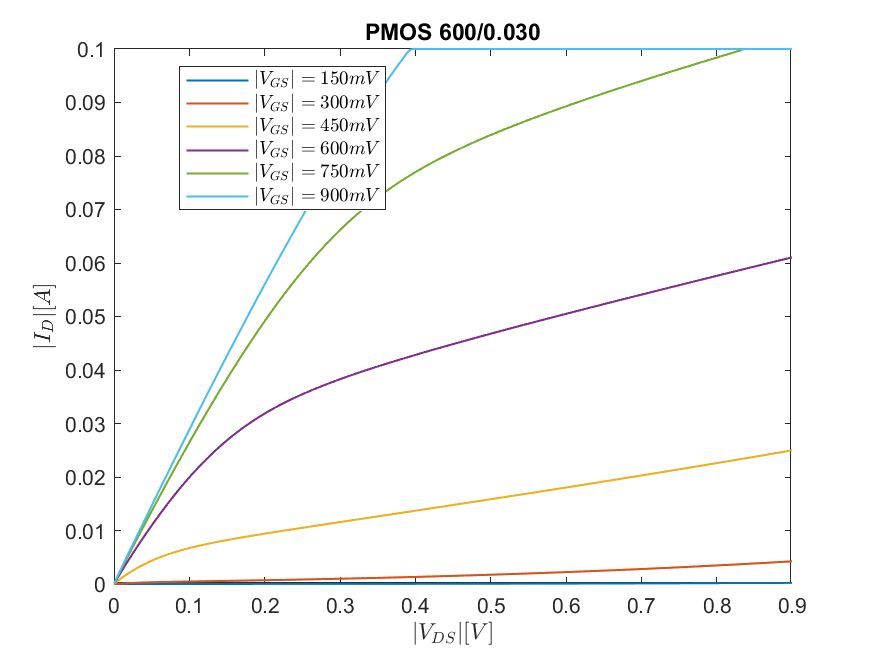 PMOS 600/0.030
|I_D|[A]
0.1
0.09
0.08
0.07
0.06
0.05
0.04
0.03
0.02
0.01
0
|V_GS| = 150mV
|V_GS| = 300mV
|V_GS| = 450mV
|V_GS| = 600mV
|V_GS| = 750mV
|V_GS| = 900mV
0 0.1 0.2 0.3 0.4 0.5 0.6 0.7 0.8 0.9
|V_DS|[V]